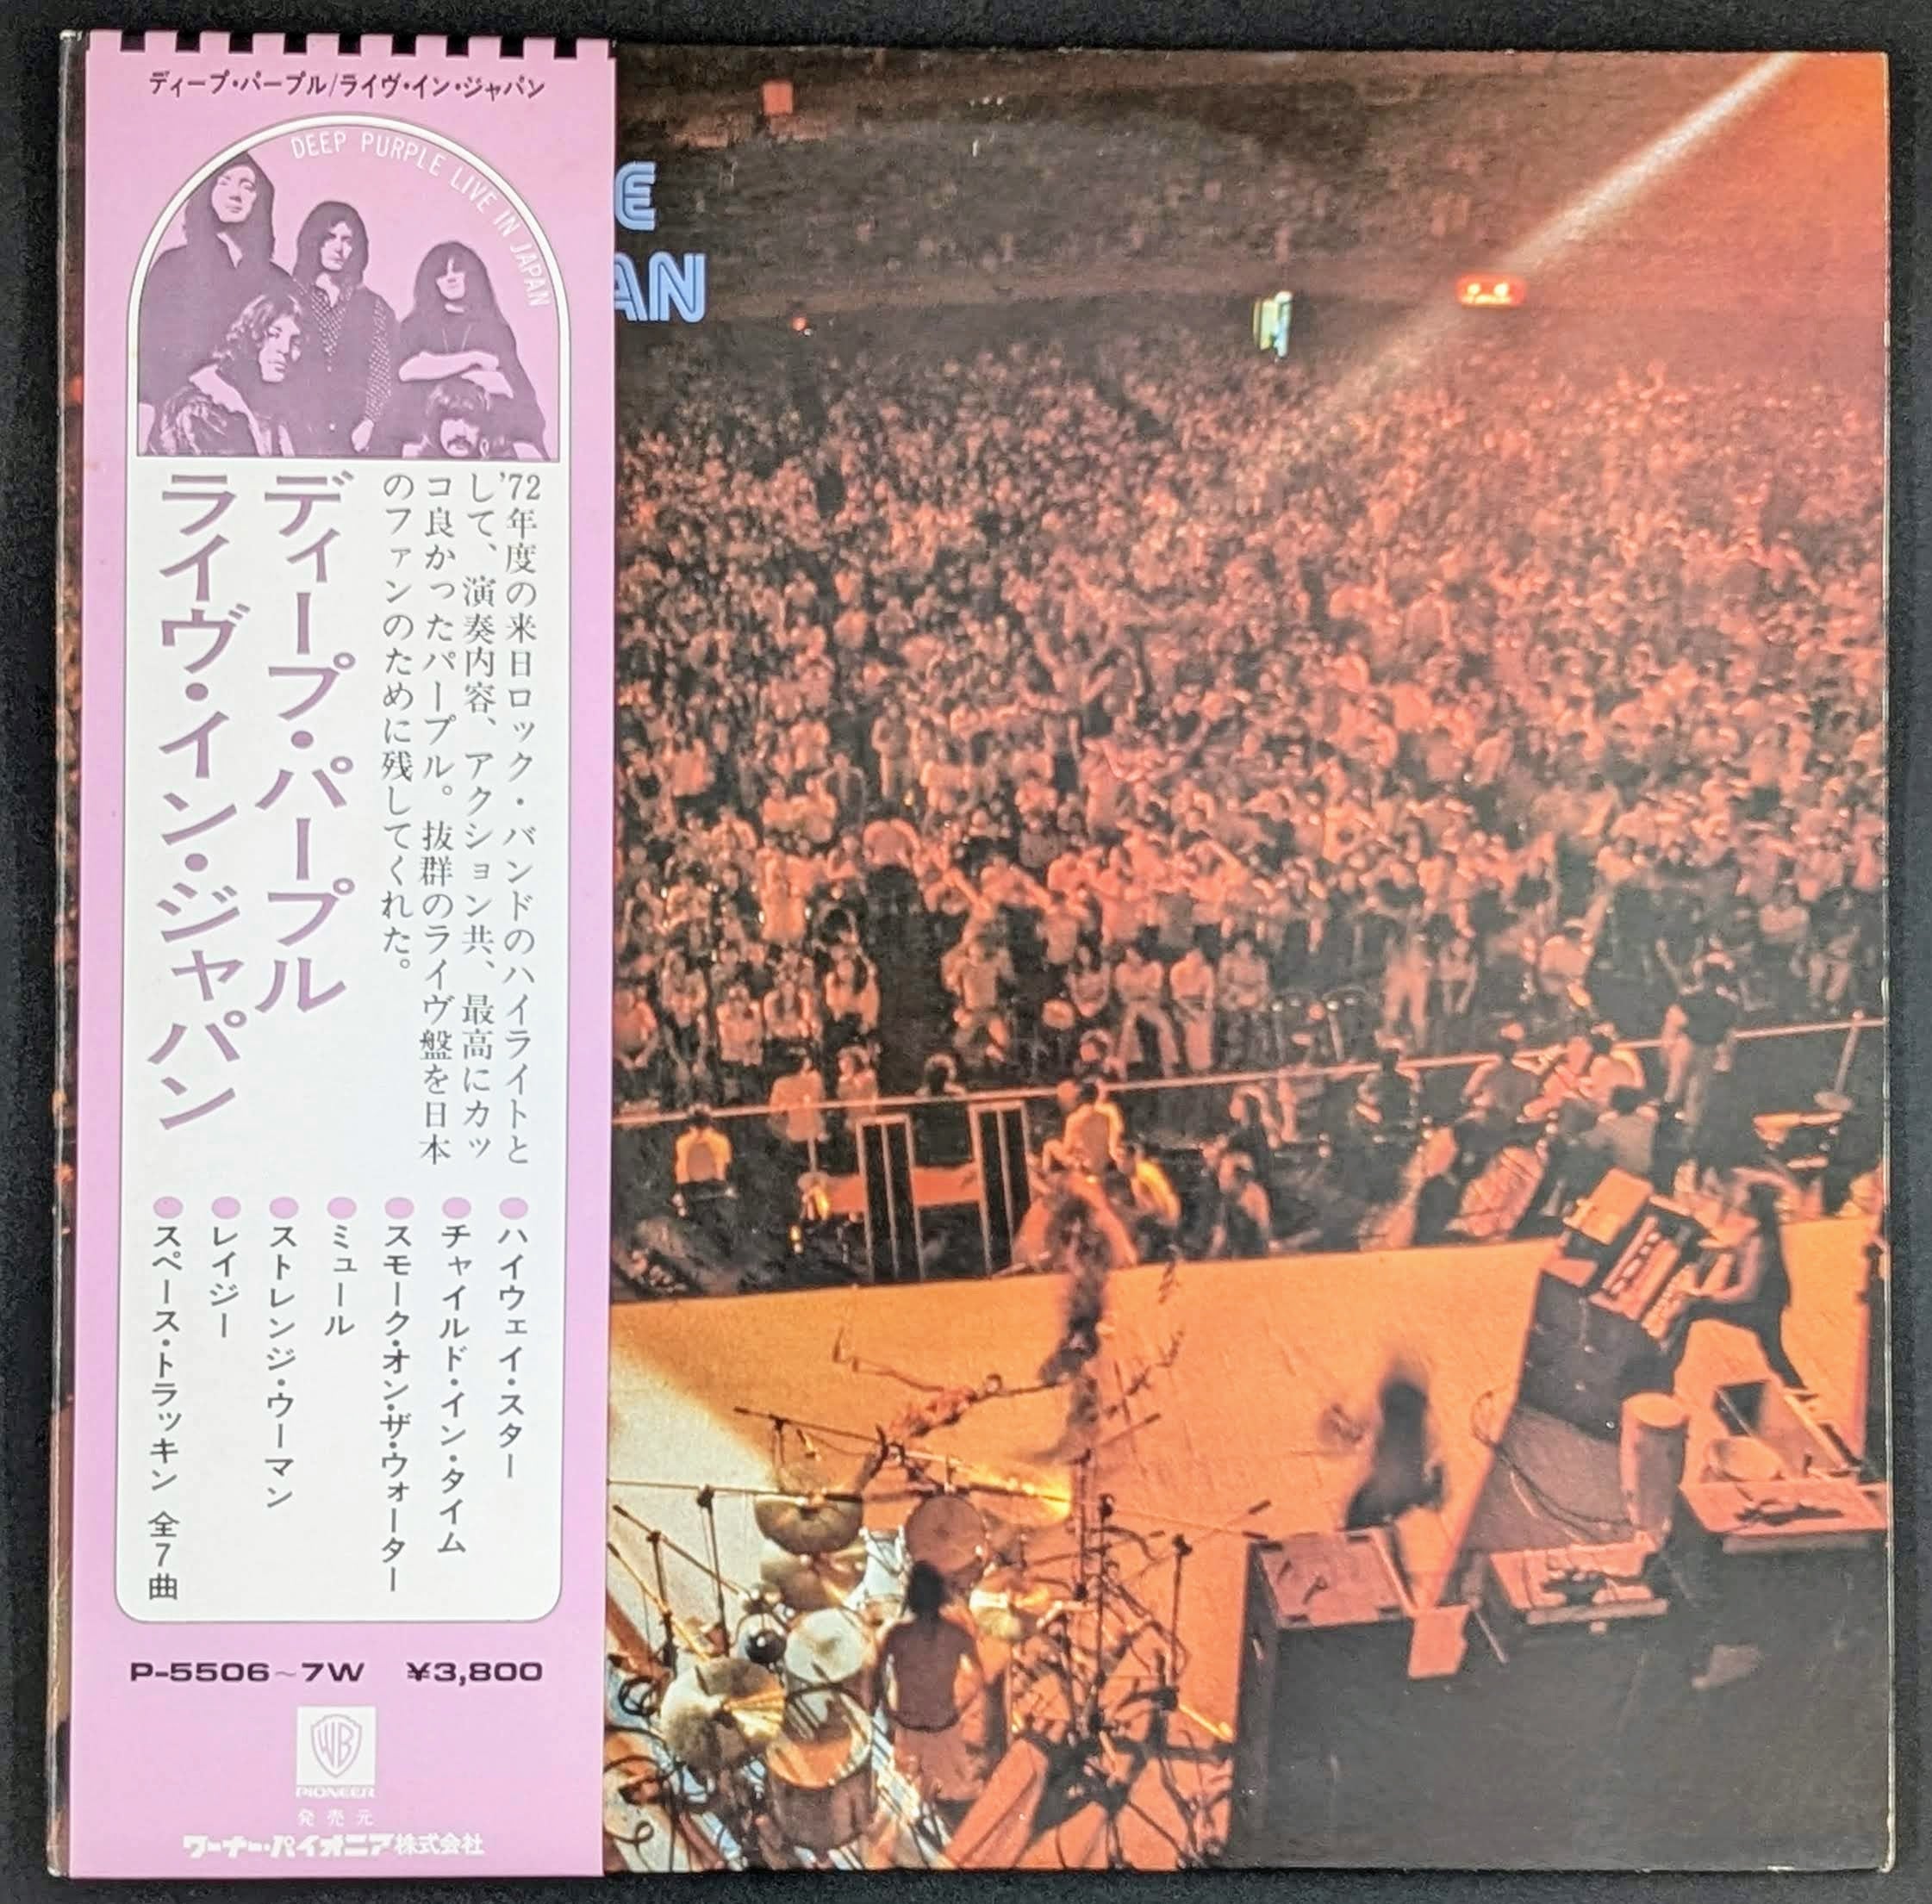 ディープ・パープル/ライヴ・イン・ジャパン
DEEP PURPLE LIVE IN JAPAN
'72年度の来日ロック・バンドのハイライトと
して、演奏内容、アクション共、最高にカッ
コ良かったパープル。抜群のライヴ盤を日本
のファンのために残してくれた。
ディープ・パープル
ライヴ・イン・ジャパン
ハイウェイ・スター
チャイルド・イン・タイム
スモーク・オン・ザ・ウォーター
ミュール
ストレンジ・ウーマン
レイジー
スペース・トラッキン 全7曲
P-5506~7W ¥3,800
WB
PIONEER
発売元
ワーナー・パイオニア株式会社
E
AN